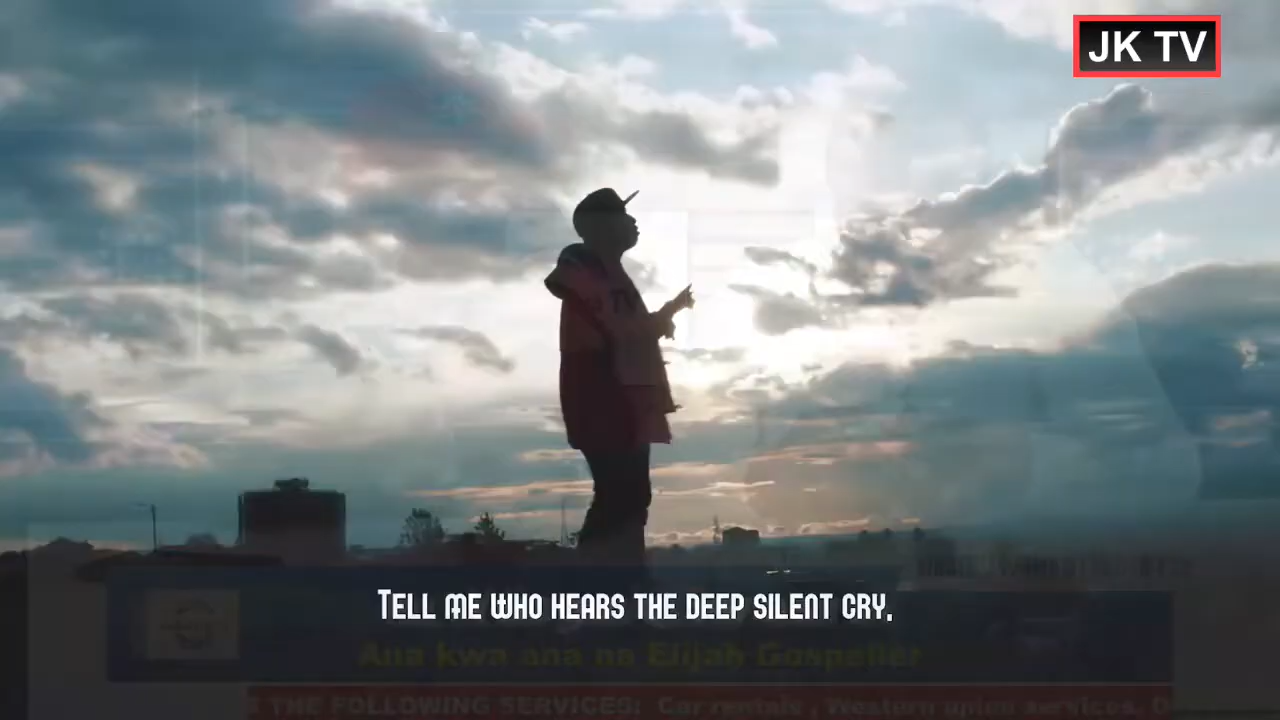 JK TV
TELL ME WHO HEARS THE DEEP SILENT CRY.
Ana kwa ana na Elijah Gospeller
THE FOLLOWING SERVICES: Car rentals , Western union services,